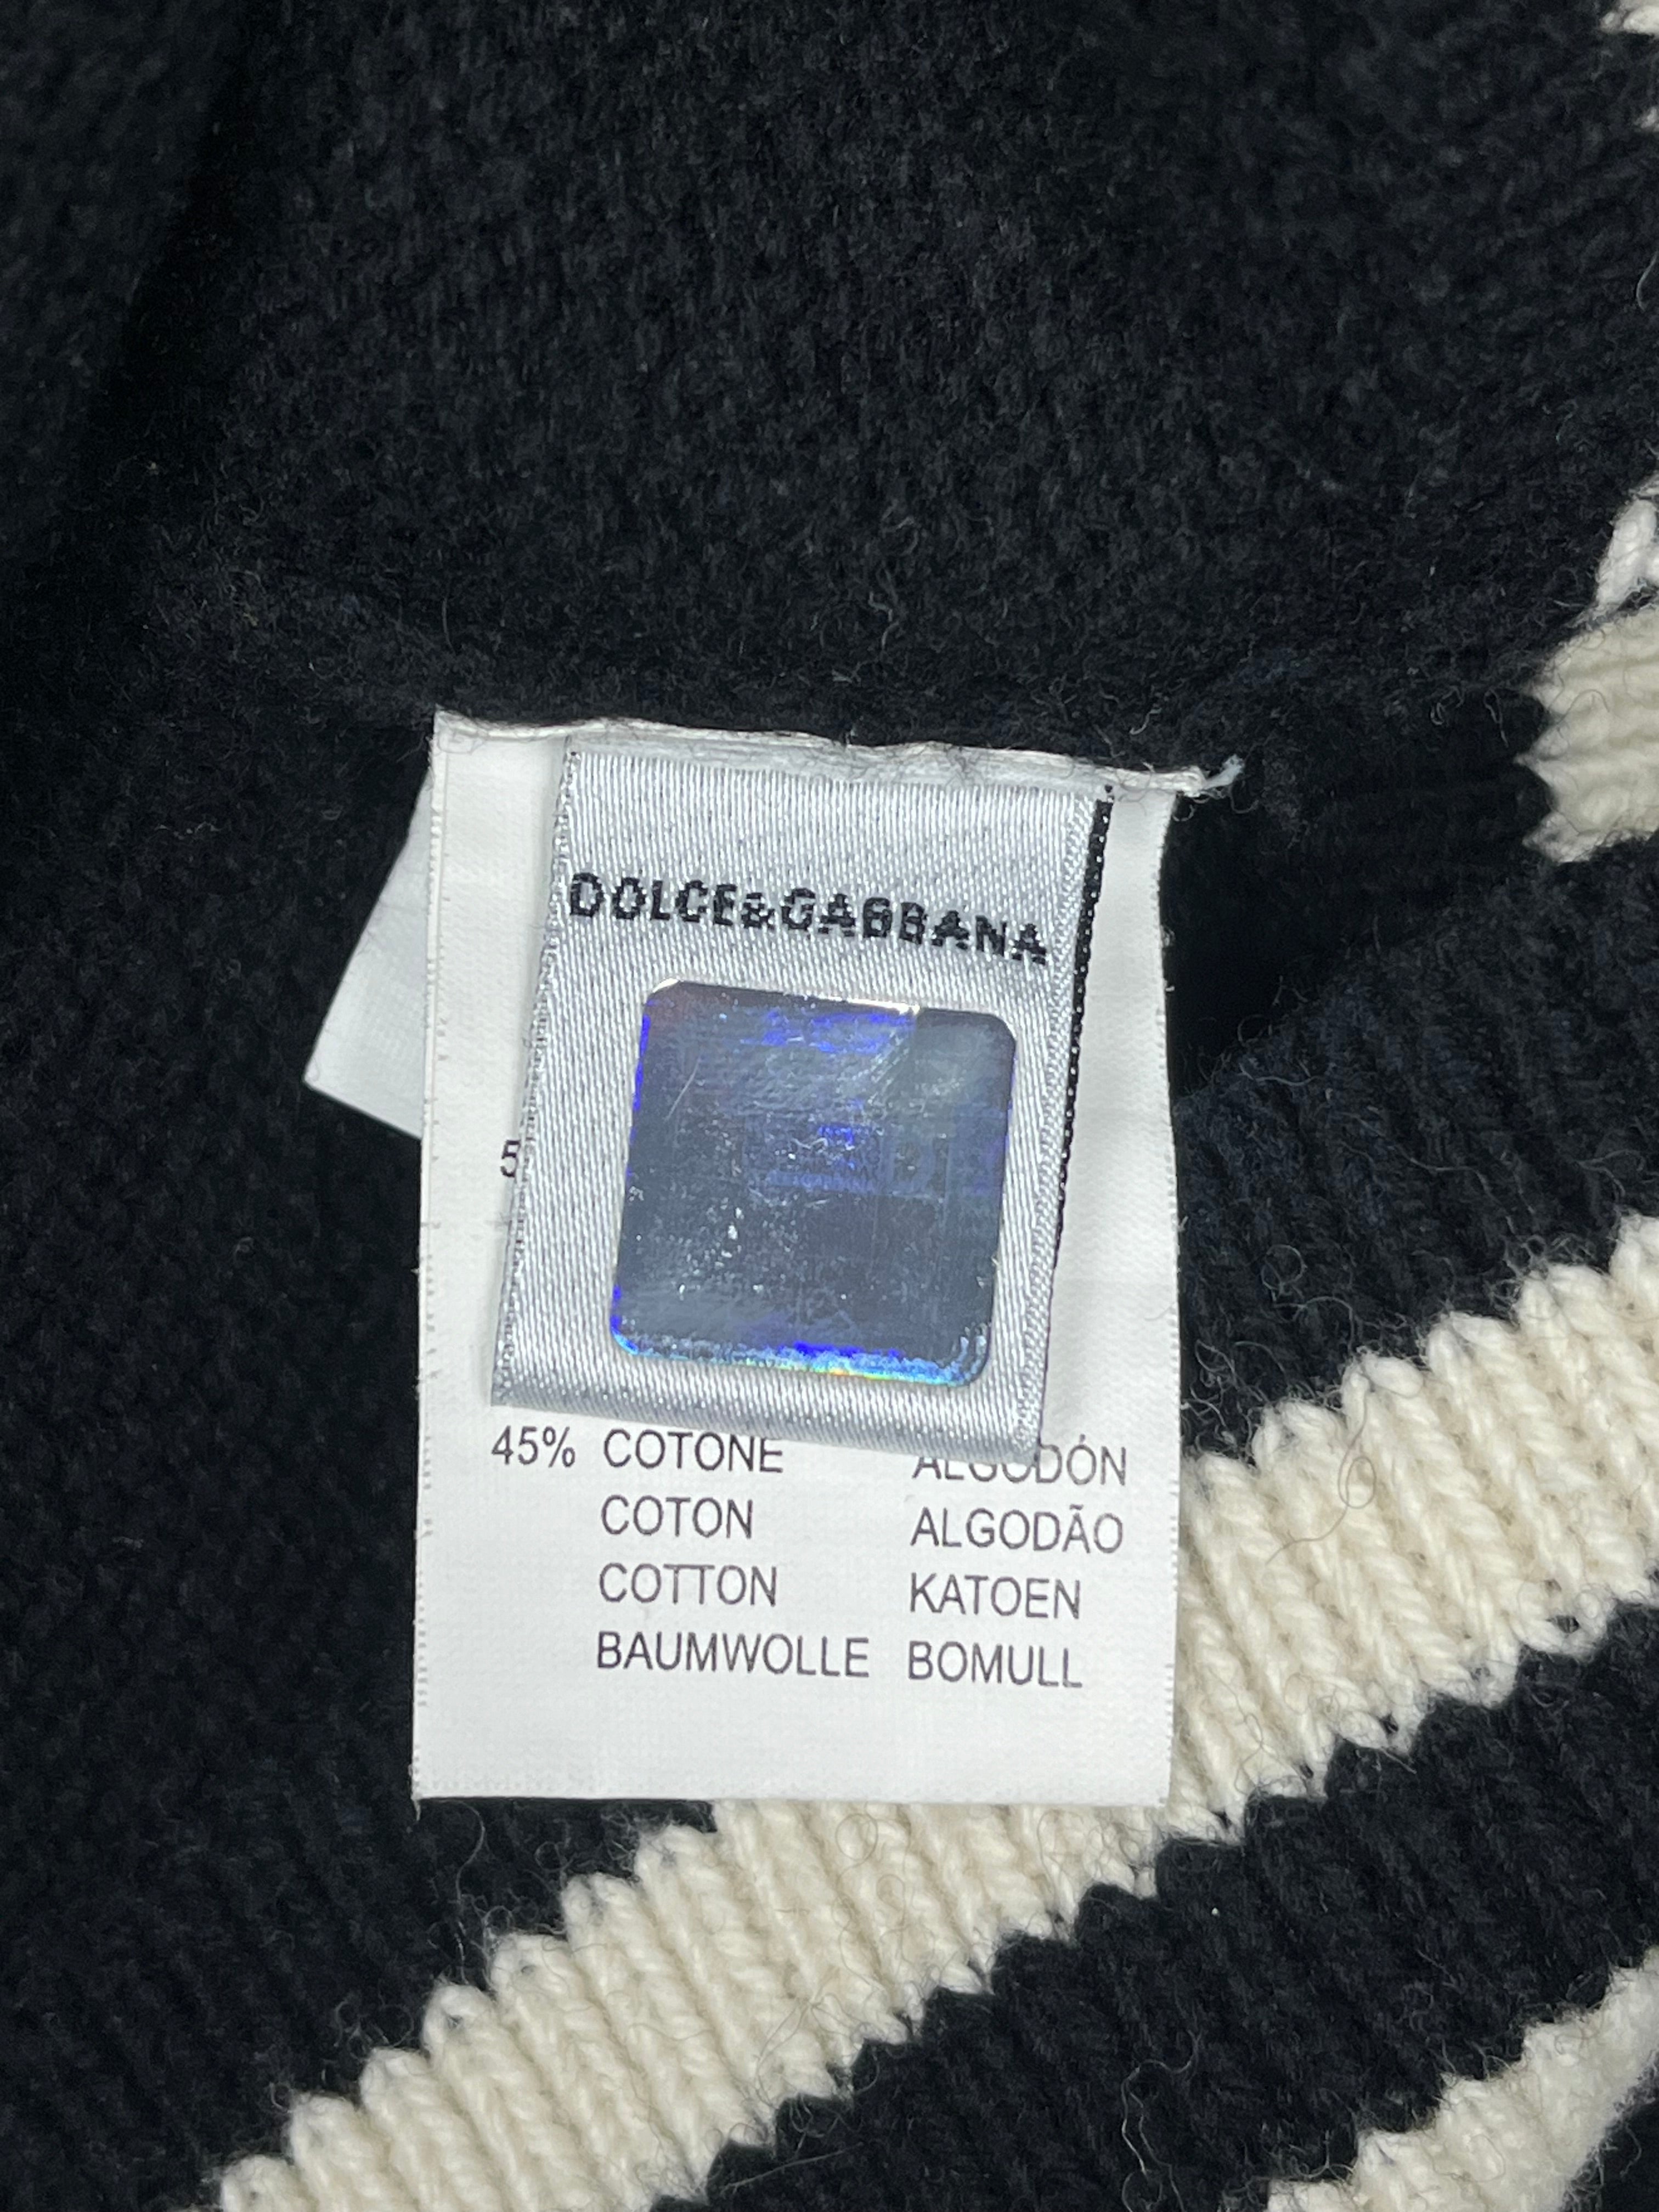 DOLCE&GABBANA
5
45% COTONE ALGODÓN
COTON ALGODÃO
COTTON KATOEN
BAUMWOLLE BOMULL